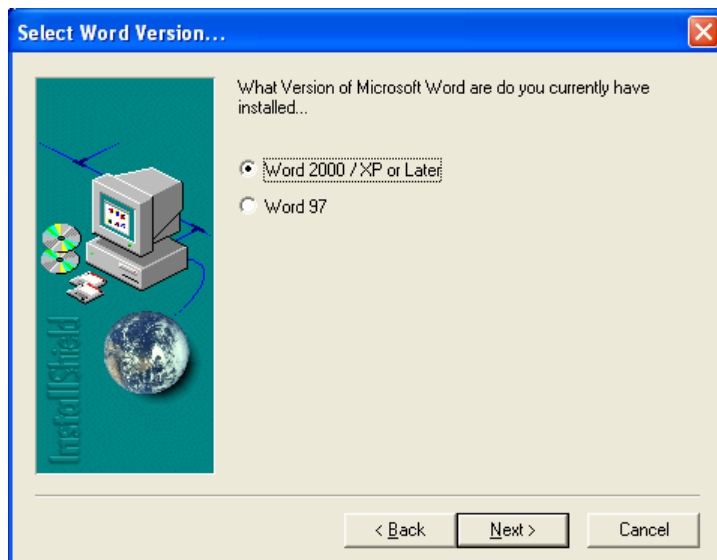 Select Word Version...
What Version of Microsoft Word are do you currently have
installed...
Word 2000 / XP or Later
Word 97
InstallShield
< Back
Next >
Cancel